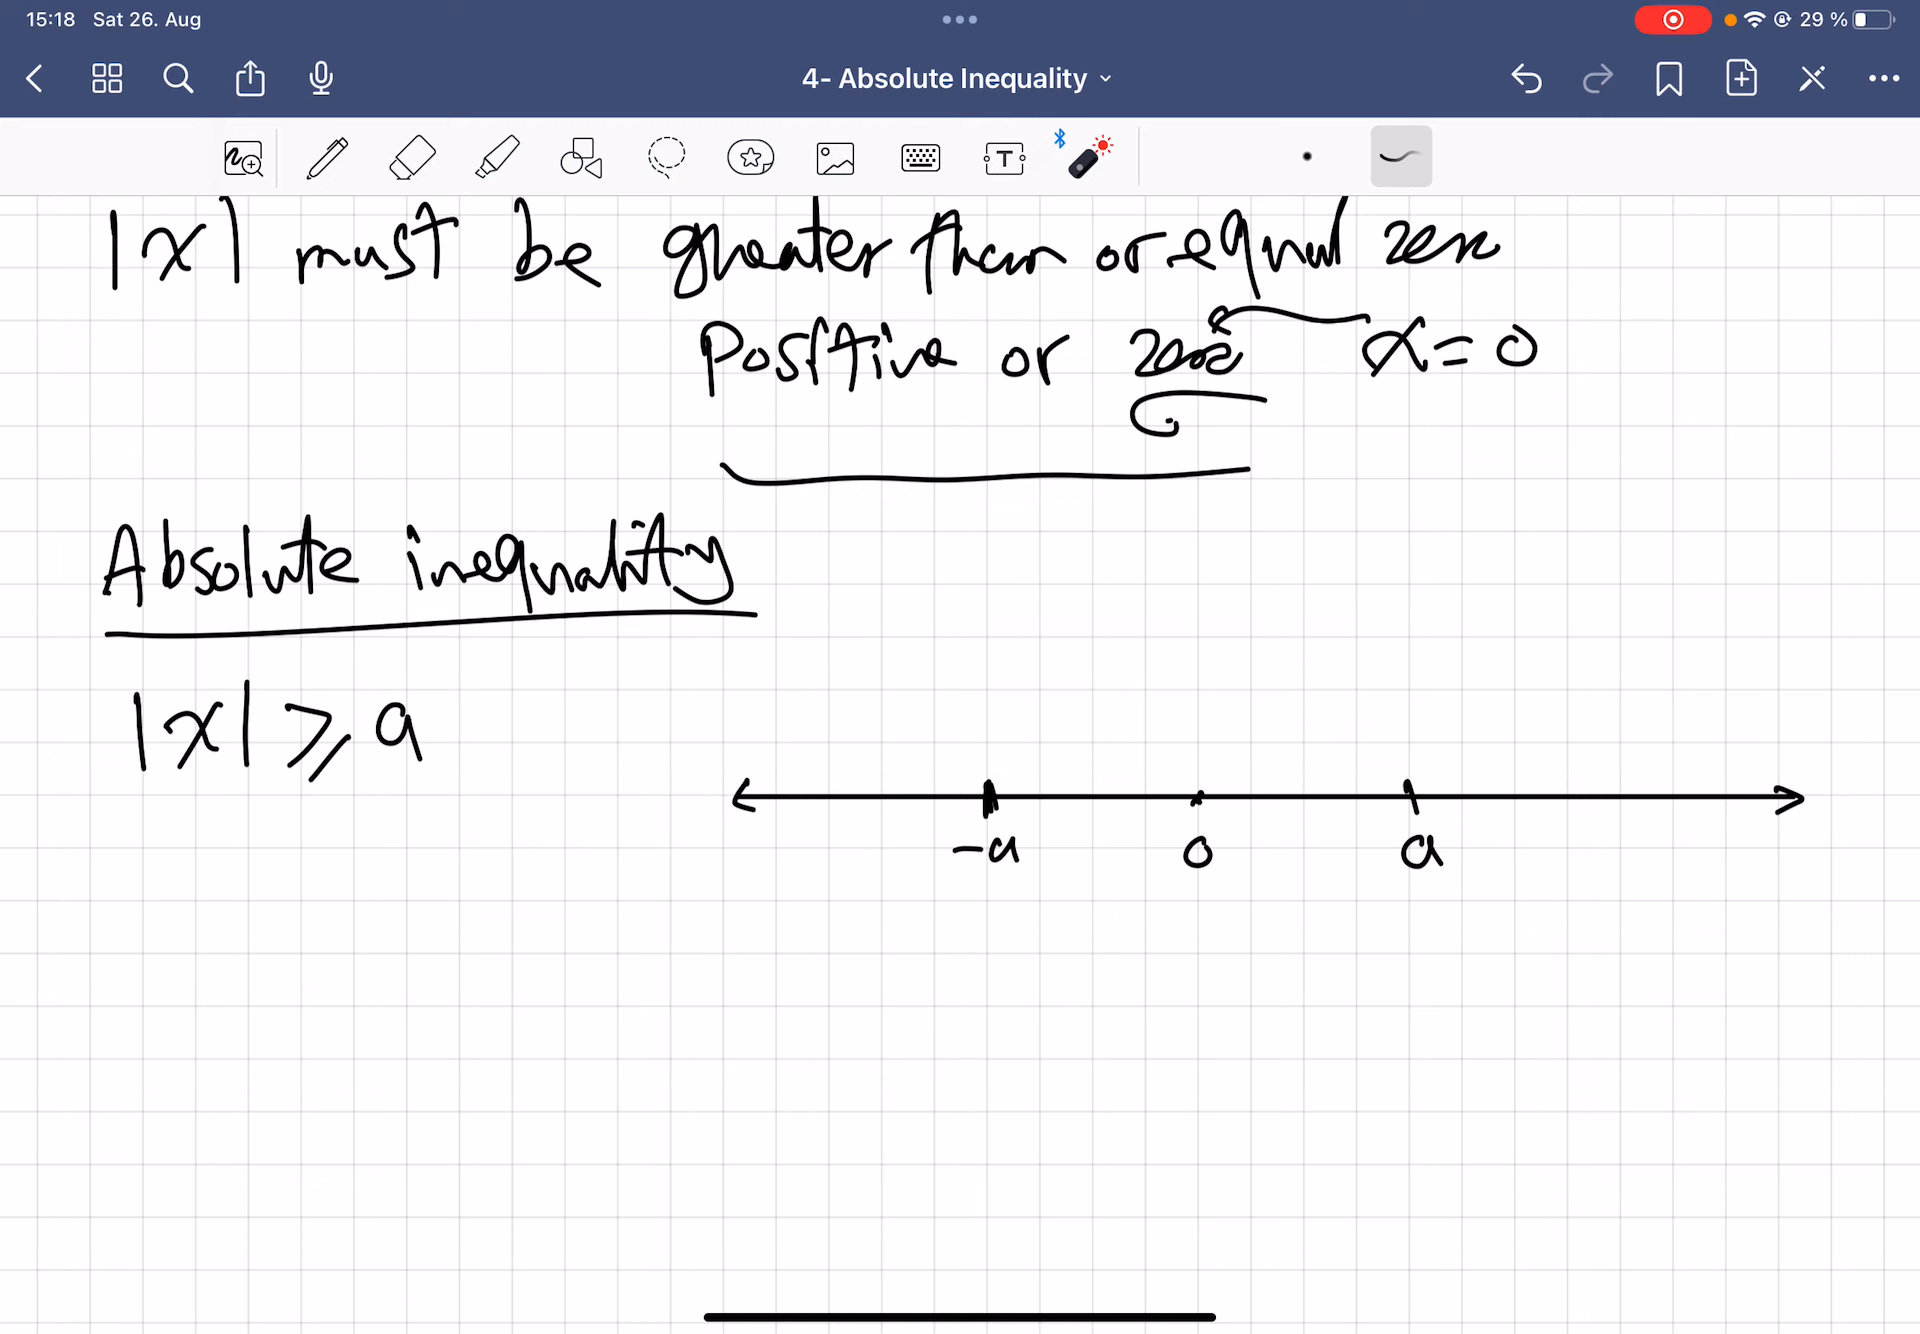 15:18 Sat 26. Aug
29 %
4- Absolute Inequality
T
|x| must be greater than or equal zero
Positive or zero x=0
Absolute inequality
|x| ⩾ a
-a 0 a